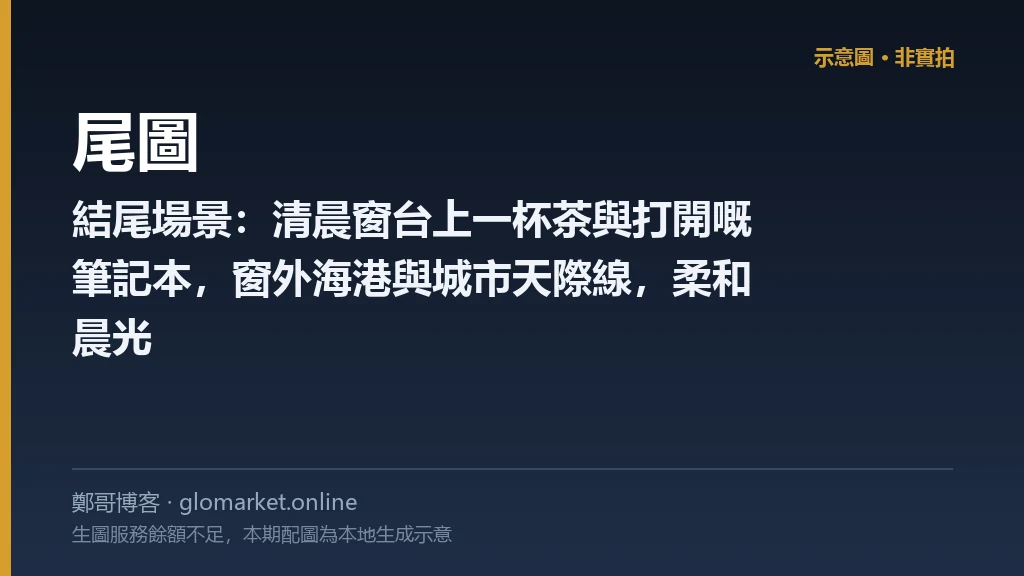 示意圖・非實拍
尾圖
結尾場景：清晨窗台上一杯茶與打開嘅
筆記本，窗外海港與城市天際線，柔和
晨光
鄭哥博客 · glomarket.online
生圖服務餘額不足，本期配圖為本地生成示意